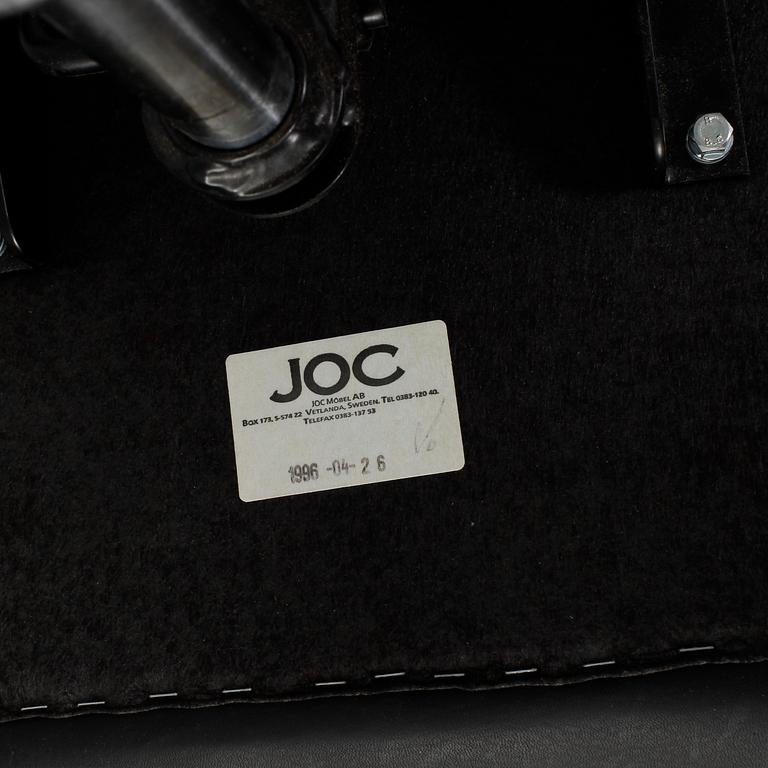 JOC
JOC MÖBEL AB
BOX 173, S-574 22 VETLANDA, SWEDEN. TEL 0383-120 40.
TELEFAX 0383-137 53
1996 -04- 2 6